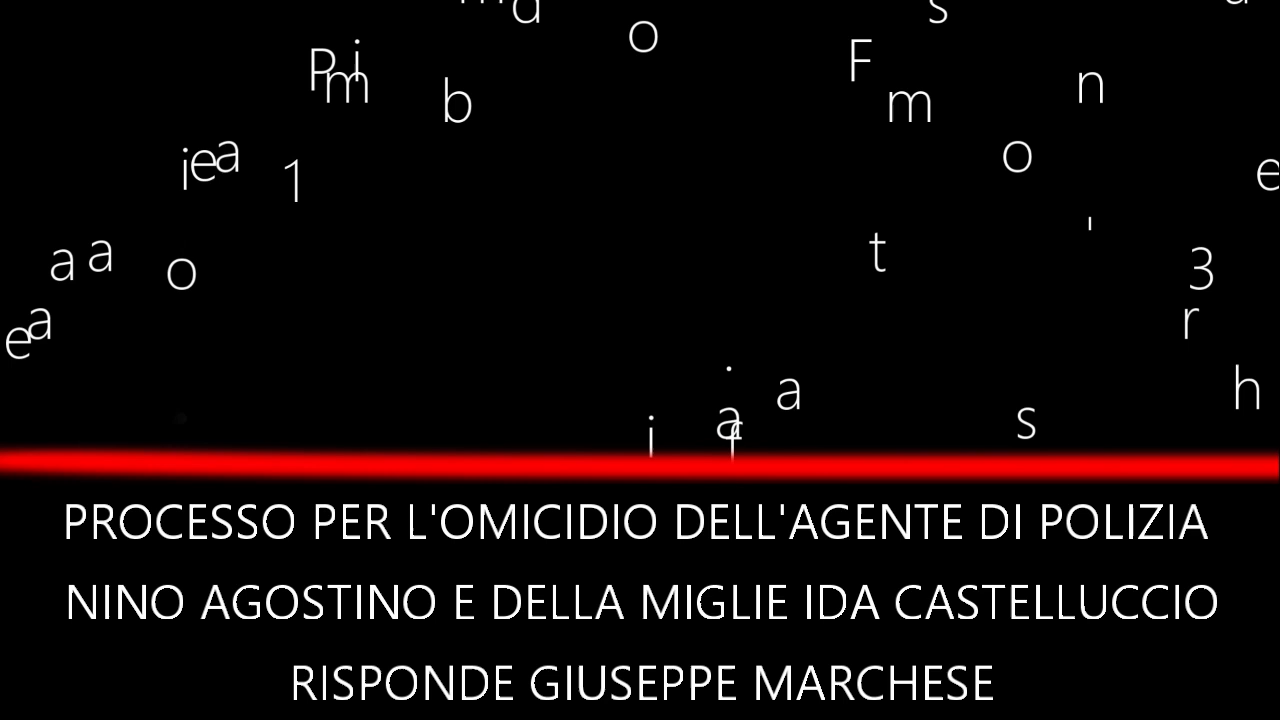 PROCESSO PER L'OMICIDIO DELL'AGENTE DI POLIZIA
NINO AGOSTINO E DELLA MIGLIE IDA CASTELLUCCIO
RISPONDE GIUSEPPE MARCHESE